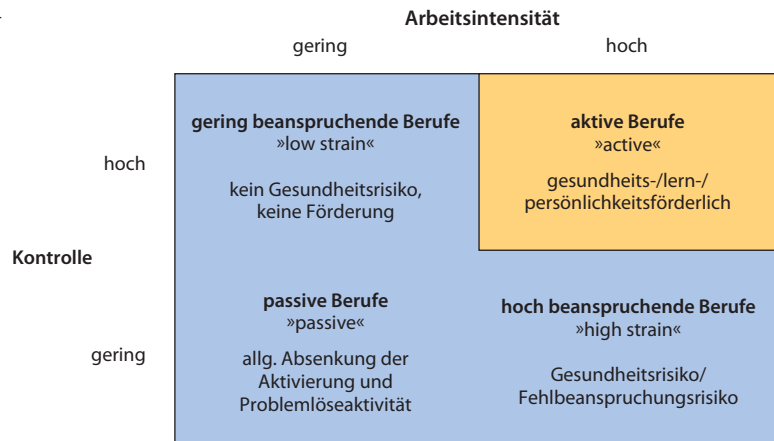 Arbeitsintensität
gering
hoch
hoch
gering beanspruchende Berufe
»low strain«
kein Gesundheitsrisiko,
keine Förderung
aktive Berufe
»active«
gesundheits-/lern-/
persönlichkeitsförderlich
Kontrolle
gering
passive Berufe
»passive«
allg. Absenkung der
Aktivierung und
Problemlöseaktivität
hoch beanspruchende Berufe
»high strain«
Gesundheitsrisiko/
Fehlbeanspruchungsrisiko